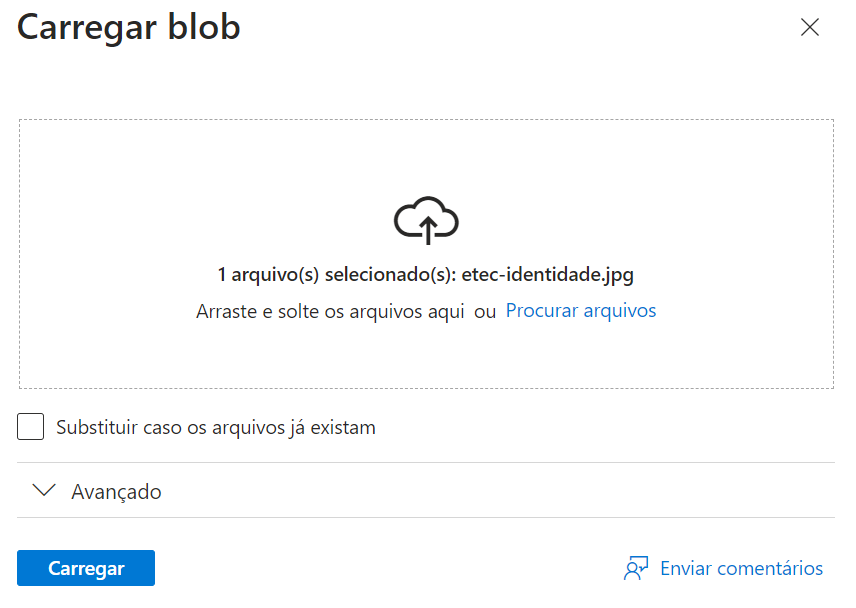 Carregar blob
1 arquivo(s) selecionado(s): etec-identidade.jpg
Arraste e solte os arquivos aqui ou Procurar arquivos
Substituir caso os arquivos já existam
Avançado
Carregar
Enviar comentários